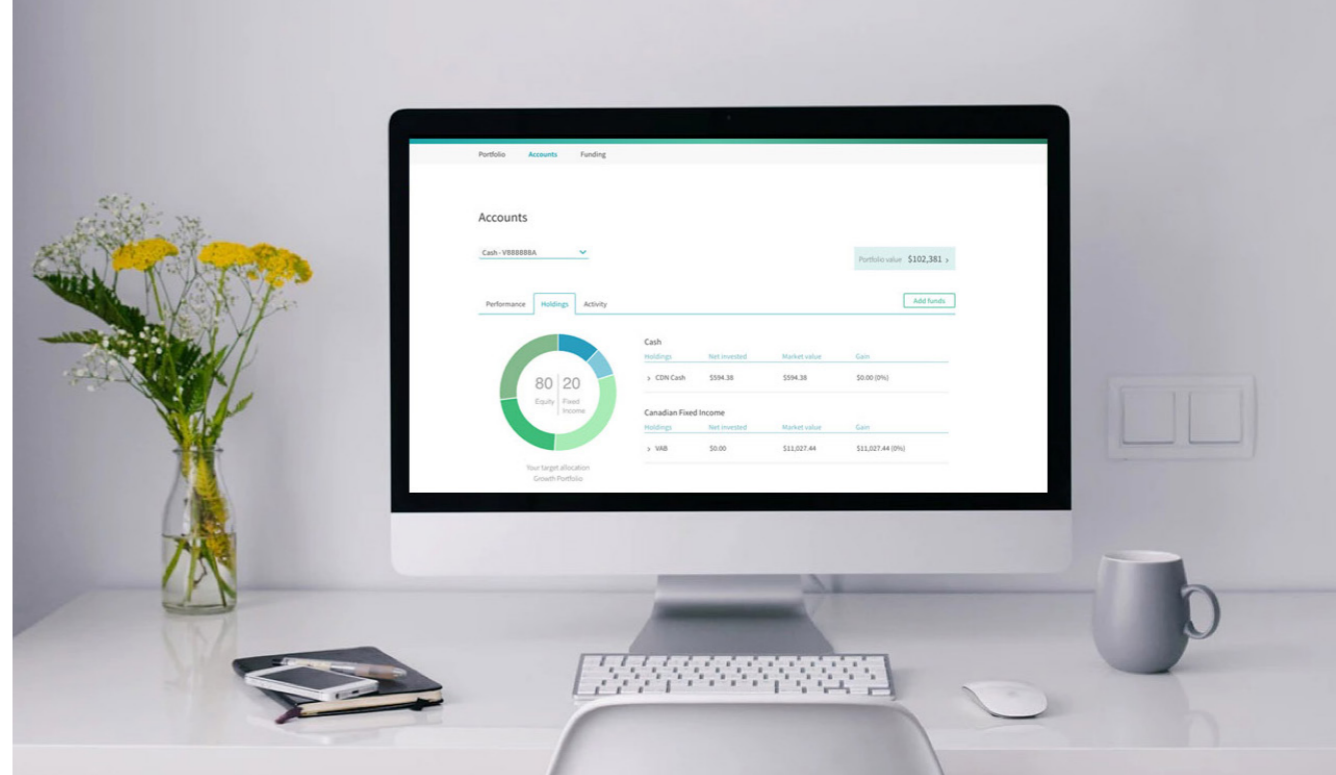 Portfolio Accounts Funding
Accounts
Cash - VBBBBBBA
Portfolio value $102,381 >
Performance Holdings Activity
Add funds
80 20
Equity Fixed Income
Your target allocation
Growth Portfolio
Cash
Holdings Net invested Market value Gain
> CDN Cash $594.38 $594.38 $0.00 (0%)
Canadian Fixed Income
Holdings Net invested Market value Gain
> VAB $0.00 $11,027.44 $11,027.44 (0%)